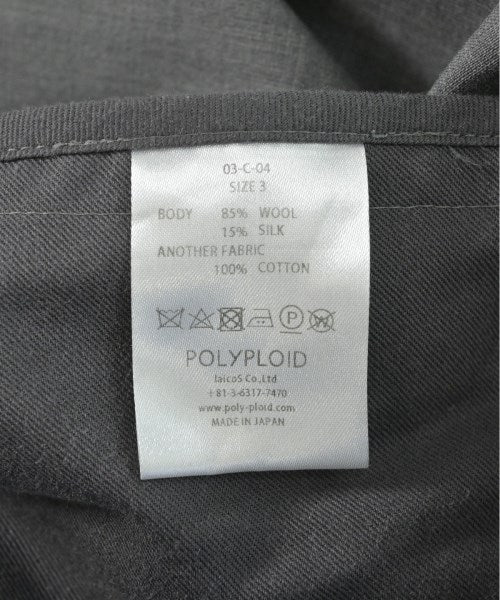 03-C-04
SIZE 3
BODY 85% WOOL
15% SILK
ANOTHER FABRIC
100% COTTON
POLYPLOID
laicoS Co.,Ltd
+81-3-6317-7470
www.poly-ploid.com
MADE IN JAPAN